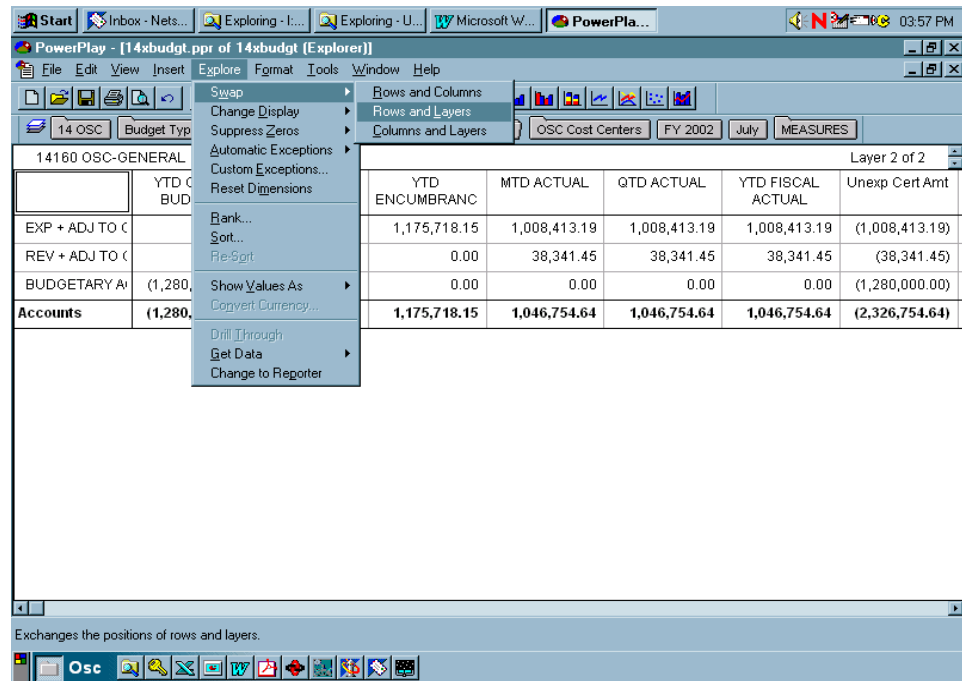 Start Inbox - Nets... Exploring - I:... Exploring - U... Microsoft W... PowerPla... 03:57 PM
PowerPlay - [14xbudgt.ppr of 14xbudgt (Explorer)]
File Edit View Insert Explore Format Tools Window Help
Swap Rows and Columns
Change Display Rows and Layers
Suppress Zeros Columns and Layers
14 OSC Budget Typ OSC Cost Centers FY 2002 July MEASURES
Automatic Exceptions
14160 OSC-GENERAL Layer 2 of 2
Custom Exceptions...
Reset Dimensions
YTD BUD YTD ENCUMBRANC MTD ACTUAL QTD ACTUAL YTD FISCAL ACTUAL Unexp Cert Amt
Rank...
EXP + ADJ TO 1,175,718.15 1,008,413.19 1,008,413.19 1,008,413.19 (1,008,413.19)
Sort...
Re-Sort
REV + ADJ TO 0.00 38,341.45 38,341.45 38,341.45 (38,341.45)
Show Values As
BUDGETARY (1,280, 0.00 0.00 0.00 0.00 (1,280,000.00)
Convert Currency...
Accounts (1,280, 1,175,718.15 1,046,754.64 1,046,754.64 1,046,754.64 (2,326,754.64)
Drill Through
Get Data
Change to Reporter
Exchanges the positions of rows and layers.
Osc